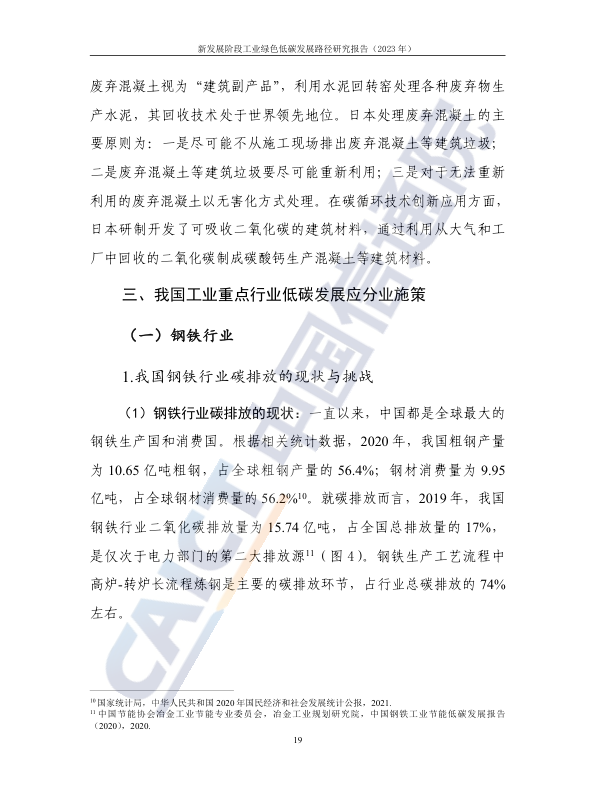 新发展阶段工业绿色低碳发展路径研究报告（2023 年）
废弃混凝土视为“建筑副产品”，利用水泥回转窑处理各种废弃物生
产水泥，其回收技术处于世界领先地位。日本处理废弃混凝土的主
要原则为：一是尽可能不从施工现场排出废弃混凝土等建筑垃圾；
二是废弃混凝土等建筑垃圾要尽可能重新利用；三是对于无法重新
利用的废弃混凝土以无害化方式处理。在碳循环技术创新应用方面，
日本研制开发了可吸收二氧化碳的建筑材料，通过利用从大气和工
厂中回收的二氧化碳制成碳酸钙生产混凝土等建筑材料。
三、我国工业重点行业低碳发展应分业施策
（一）钢铁行业
1.我国钢铁行业碳排放的现状与挑战
（1）钢铁行业碳排放的现状：一直以来，中国都是全球最大的
钢铁生产国和消费国。根据相关统计数据，2020 年，我国粗钢产量
为 10.65 亿吨粗钢，占全球粗钢产量的 56.4%；钢材消费量为 9.95
亿吨，占全球钢材消费量的 56.2%10。就碳排放而言，2019 年，我国
钢铁行业二氧化碳排放量为 15.74 亿吨，占全国总排放量的 17%，
是仅次于电力部门的第二大排放源11（图 4）。钢铁生产工艺流程中
高炉-转炉长流程炼钢是主要的碳排放环节，占行业总碳排放的 74%
左右。
10 国家统计局，中华人民共和国 2020 年国民经济和社会发展统计公报，2021.
11 中国节能协会冶金工业节能专业委员会，冶金工业规划研究院，中国钢铁工业节能低碳发展报告
（2020），2020.
19
CAICT 中国信通院